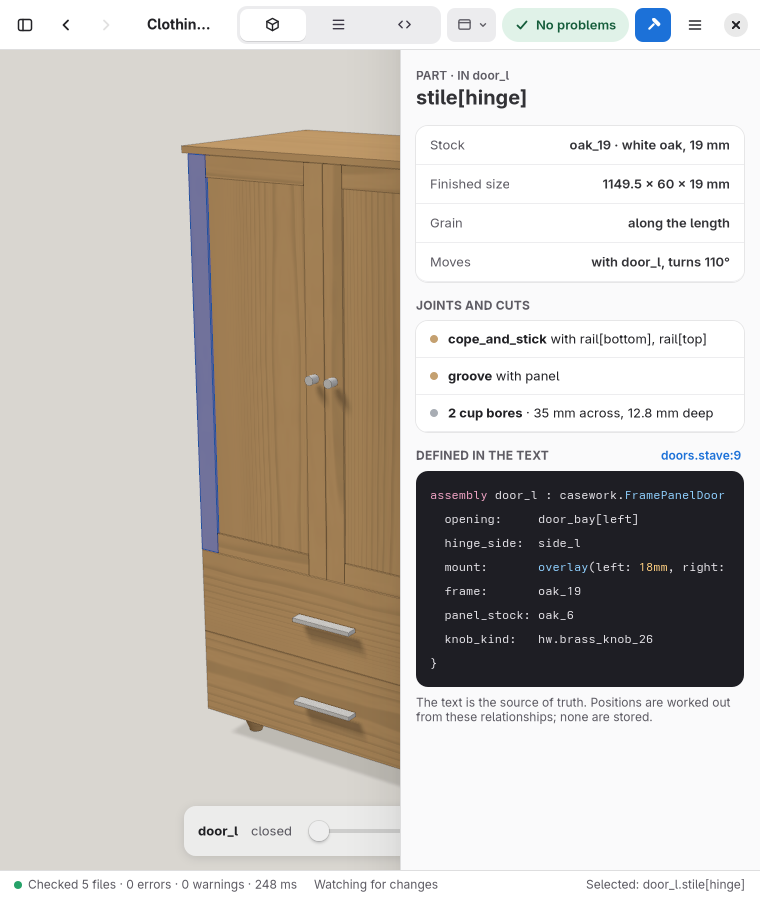 Clothin...
No problems
PART · IN door_l
stile[hinge]
Stock oak_19 · white oak, 19 mm
Finished size 1149.5 × 60 × 19 mm
Grain along the length
Moves with door_l, turns 110°
JOINTS AND CUTS
cope_and_stick with rail[bottom], rail[top]
groove with panel
2 cup bores · 35 mm across, 12.8 mm deep
DEFINED IN THE TEXT doors.stave:9
assembly door_l : casework.FramePanelDoor
opening: door_bay[left]
hinge_side: side_l
mount: overlay(left: 18mm, right:
frame: oak_19
panel_stock: oak_6
knob_kind: hw.brass_knob_26
}
The text is the source of truth. Positions are worked out
from these relationships; none are stored.
door_l closed
Checked 5 files · 0 errors · 0 warnings · 248 ms Watching for changes Selected: door_l.stile[hinge]